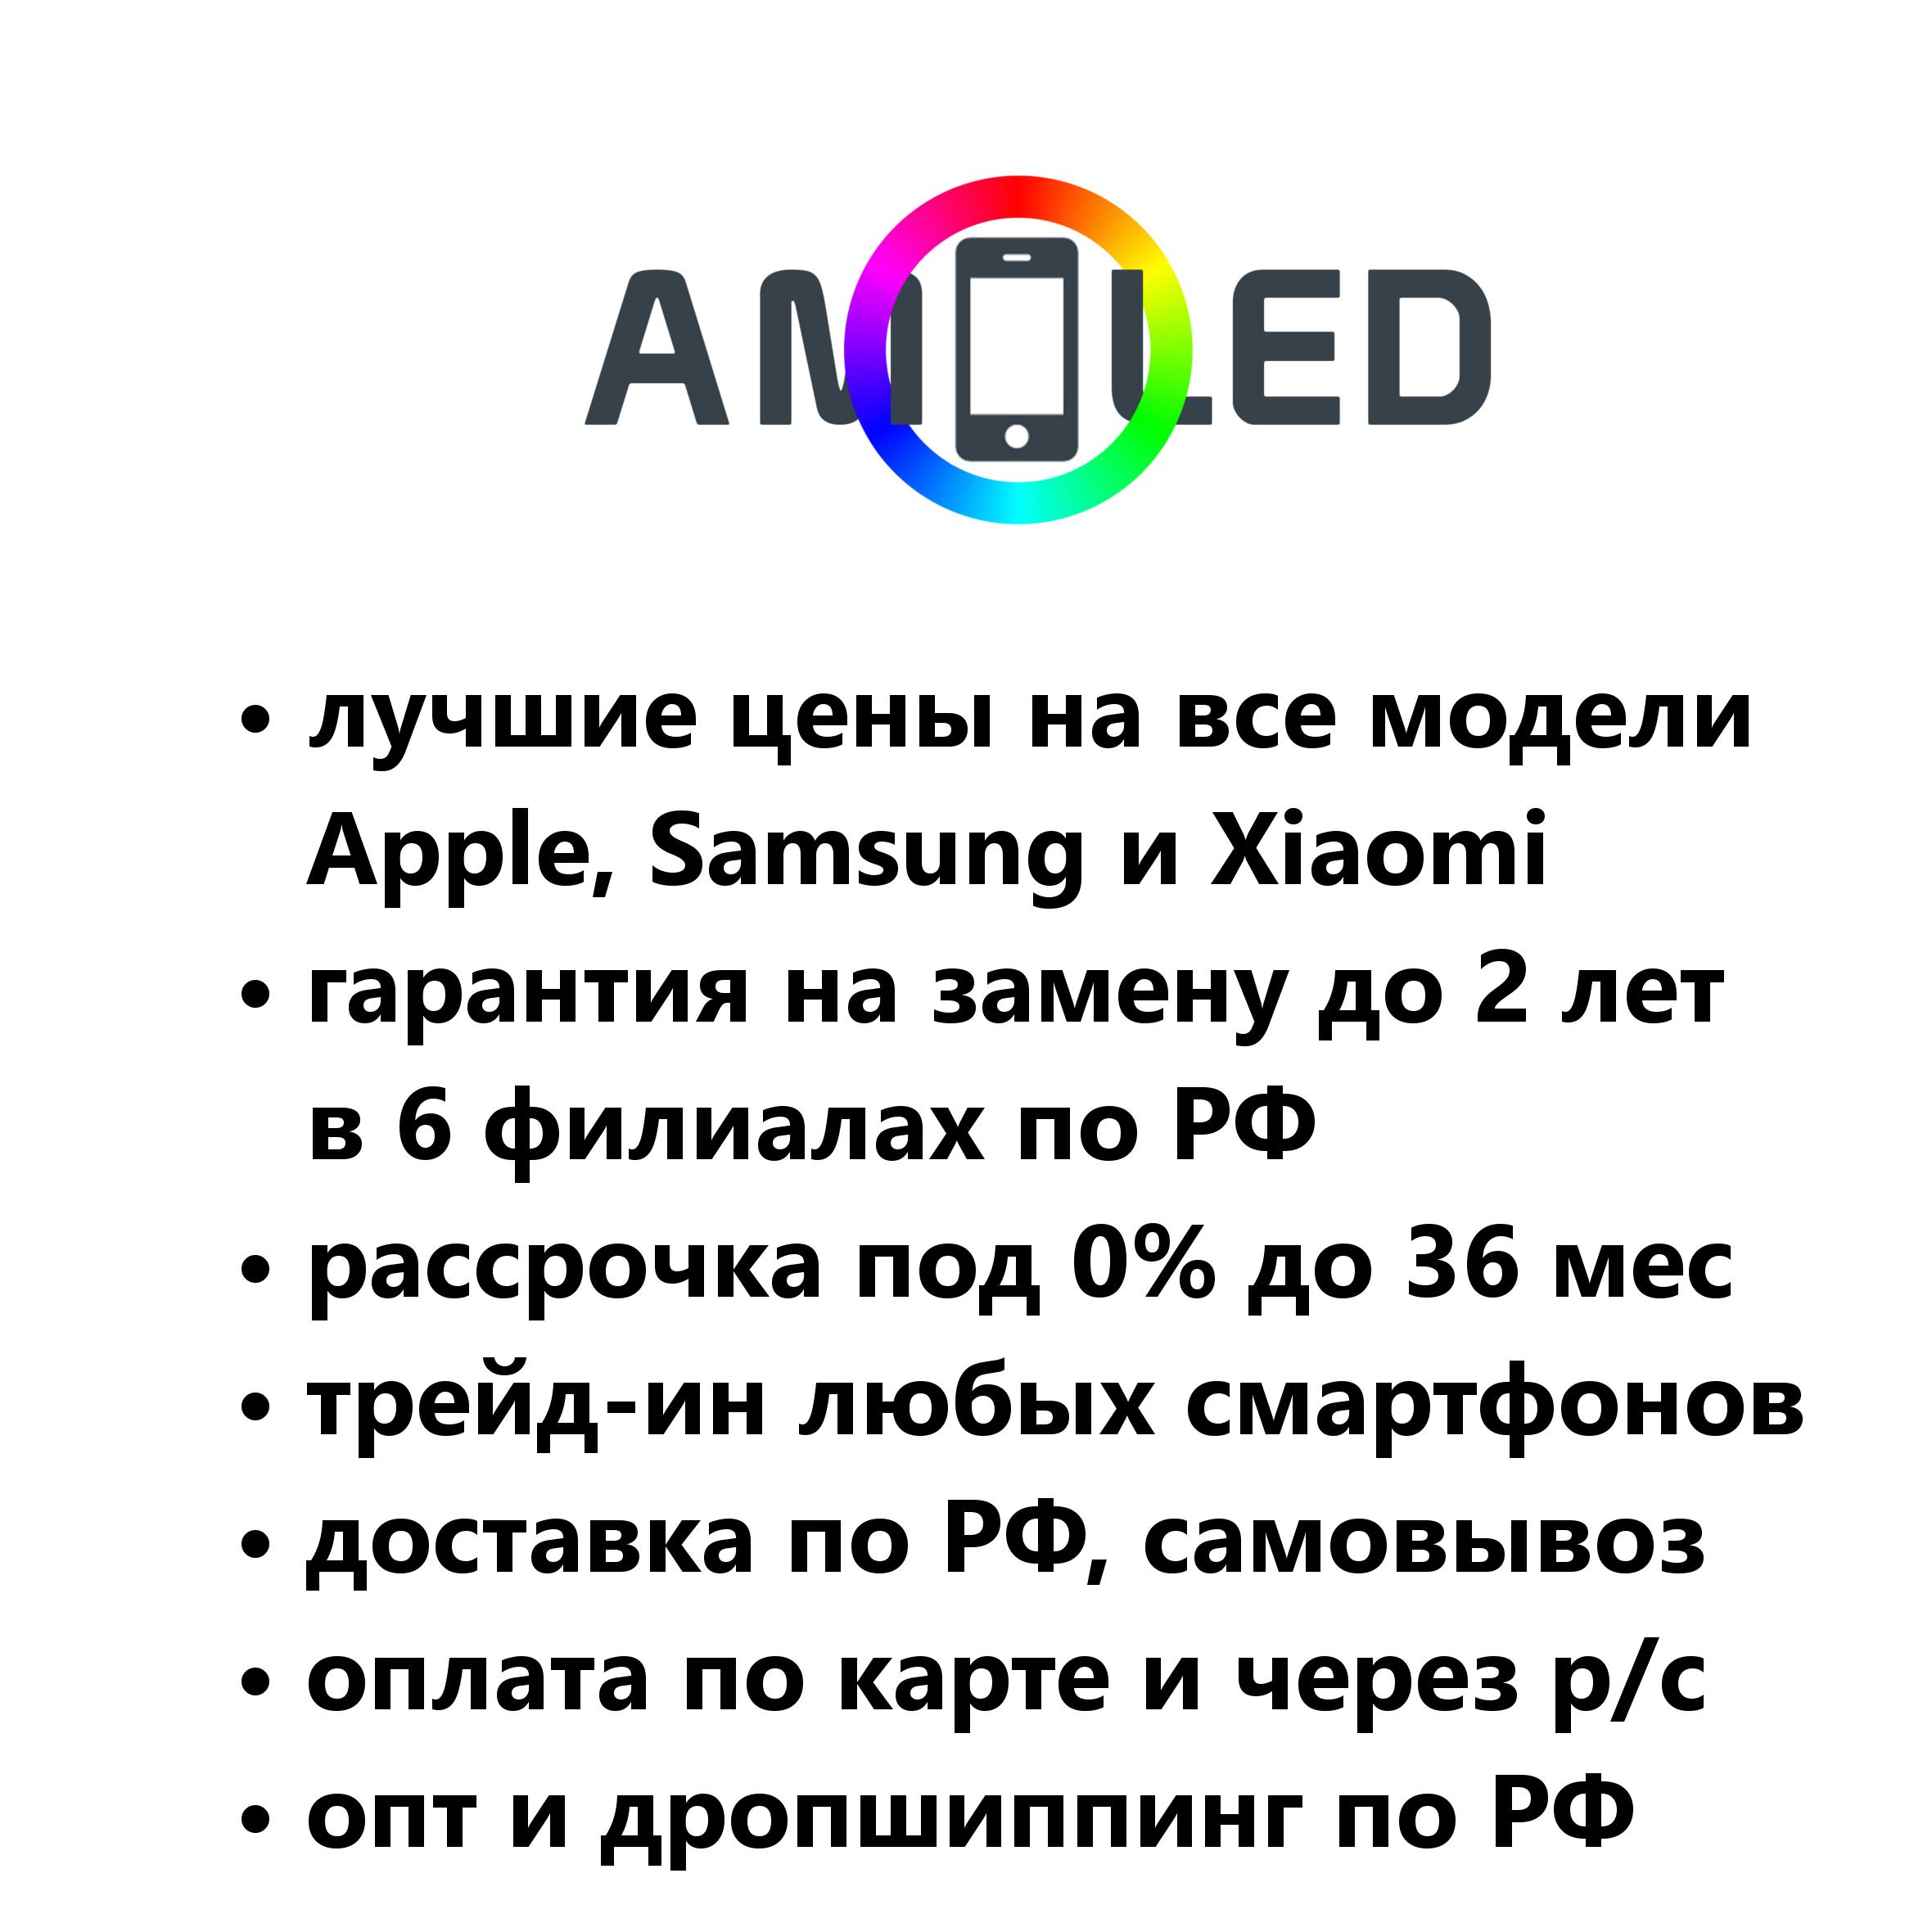 AMOLED
• лучшие цены на все модели
Apple, Samsung и Xiaomi
• гарантия на замену до 2 лет
в 6 филиалах по РФ
• рассрочка под 0% до 36 мес
• трейд-ин любых смартфонов
• доставка по РФ, самовывоз
• оплата по карте и через р/с
• опт и дропшиппинг по РФ